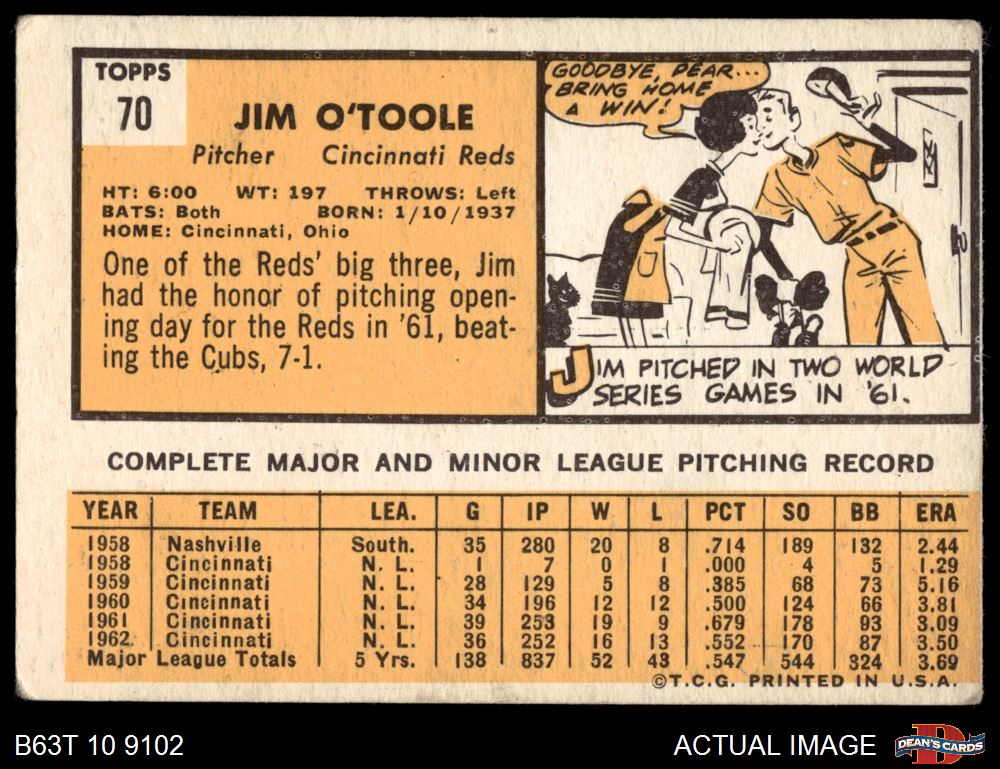 TOPPS
70
JIM O'TOOLE
Pitcher Cincinnati Reds
HT: 6:00 WT: 197 THROWS: Left
BATS: Both BORN: 1/10/1937
HOME: Cincinnati, Ohio
One of the Reds' big three, Jim
had the honor of pitching open-
ing day for the Reds in '61, beat-
ing the Cubs, 7-1.
GOODBYE, DEAR...
BRING HOME
A WIN!
JIM PITCHED IN TWO WORLD
SERIES GAMES IN '61.
COMPLETE MAJOR AND MINOR LEAGUE PITCHING RECORD
YEAR TEAM LEA. G IP W L PCT SO BB ERA
1958 Nashville South. 35 280 20 8 .714 189 132 2.44
1958 Cincinnati N. L. 1 7 0 1 .000 4 5 1.29
1959 Cincinnati N. L. 28 129 5 8 .385 68 73 5.16
1960 Cincinnati N. L. 34 196 12 12 .500 124 66 3.81
1961 Cincinnati N. L. 39 253 19 9 .679 178 93 3.09
1962 Cincinnati N. L. 36 252 16 13 .552 170 87 3.50
Major League Totals 5 Yrs. 138 837 52 43 .547 544 324 3.69
©T.C.G. PRINTED IN U.S.A.
B63T 10 9102
ACTUAL IMAGE
D
DEAN'S CARDS